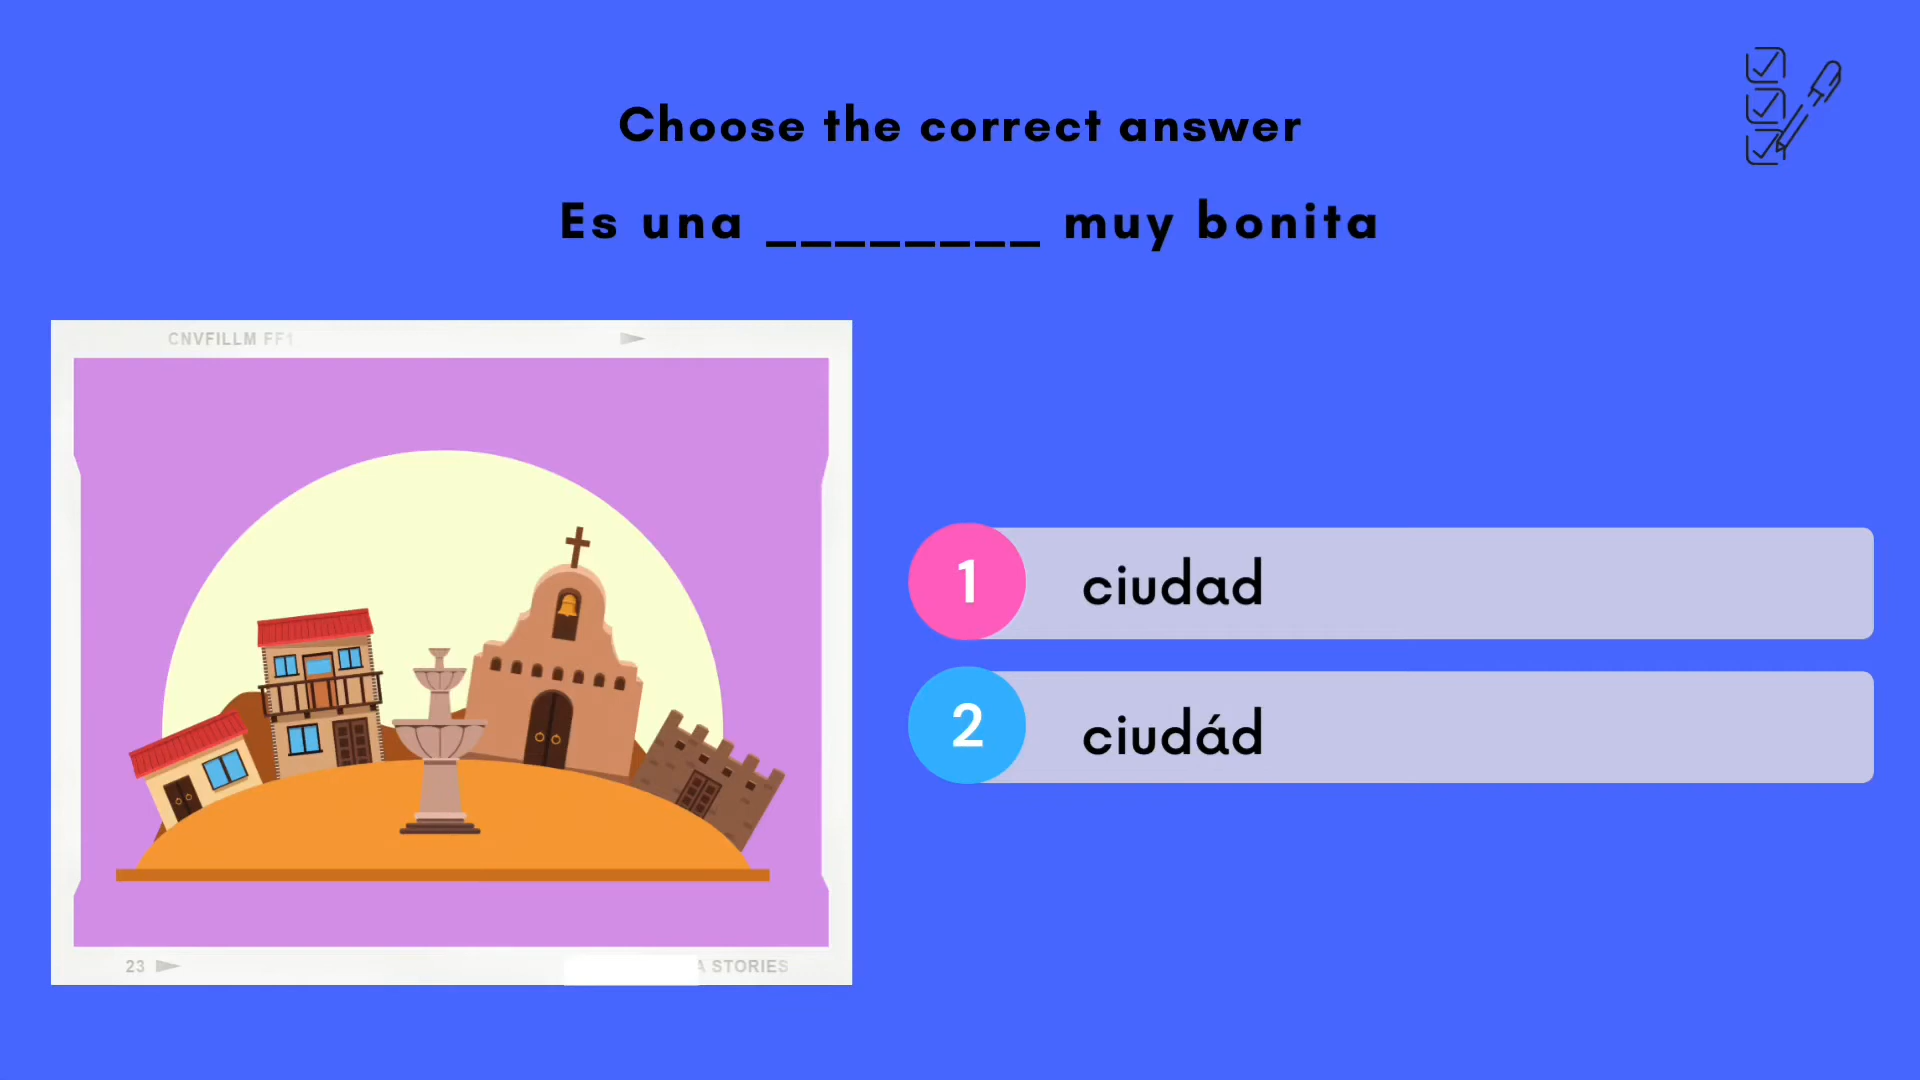 Choose the correct answer
Es una ________ muy bonita
CNVFILLM FF1
1 ciudad
2 ciudád
23
A STORIES